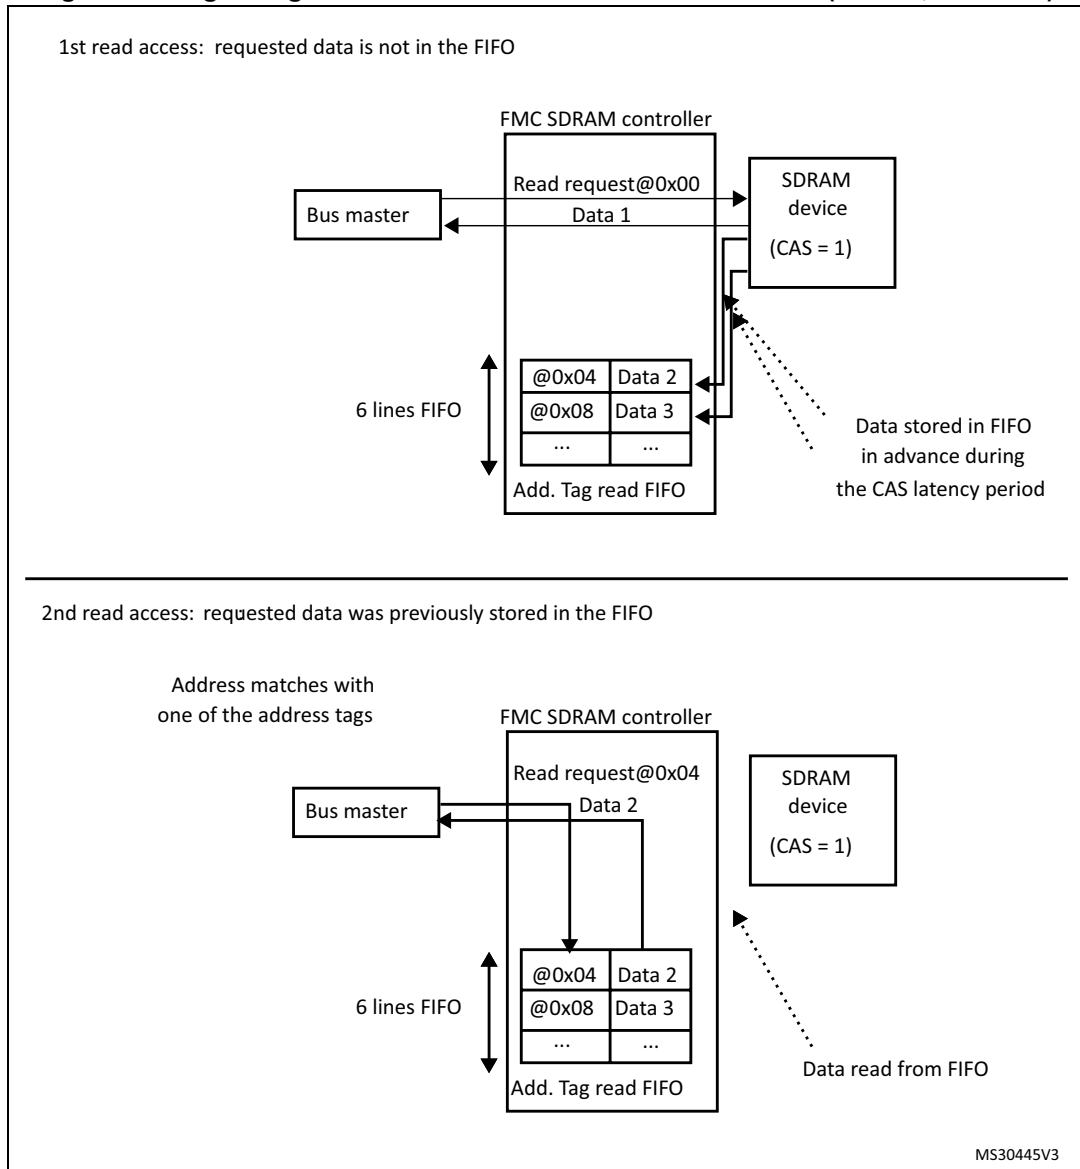 1st read access: requested data is not in the FIFO
FMC SDRAM controller
Read request@0x00
Data 1
Bus master
SDRAM
device
(CAS = 1)
@0x04 Data 2
@0x08 Data 3
... ...
6 lines FIFO
Add. Tag read FIFO
Data stored in FIFO
in advance during
the CAS latency period
2nd read access: requested data was previously stored in the FIFO
Address matches with
one of the address tags
FMC SDRAM controller
Read request@0x04
Data 2
Bus master
SDRAM
device
(CAS = 1)
@0x04 Data 2
@0x08 Data 3
... ...
6 lines FIFO
Add. Tag read FIFO
Data read from FIFO
MS30445V3